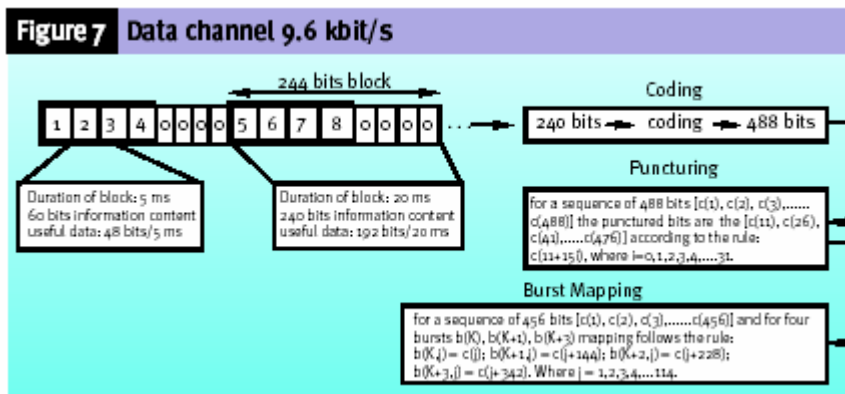 Figure 7 Data channel 9.6 kbit/s
244 bits block
1 2 3 4 0 0 0 0 5 6 7 8 0 0 0 0 ...
Duration of block: 5 ms
60 bits information content
useful data: 48 bits/5 ms
Duration of block: 20 ms
240 bits information content
useful data: 192 bits/20 ms
Coding
240 bits coding 488 bits
Puncturing
for a sequence of 488 bits [c(1), c(2), c(3),......
c(488)] the punctured bits are the [c(11), c(26),
c(41),.....c(476)] according to the rule:
c(11+15i), where i=0,1,2,3,4,....31.
Burst Mapping
for a sequence of 456 bits [c(1), c(2), c(3),......c(456)] and for four
bursts b(K), b(K+1), b(K+3) mapping follows the rule:
b(K,j) = c(j); b(K+1,j) = c(j+144); b(K+2,j) = c(j+228);
b(K+3,j) = c(j+342). Where j = 1,2,3,4,...114.